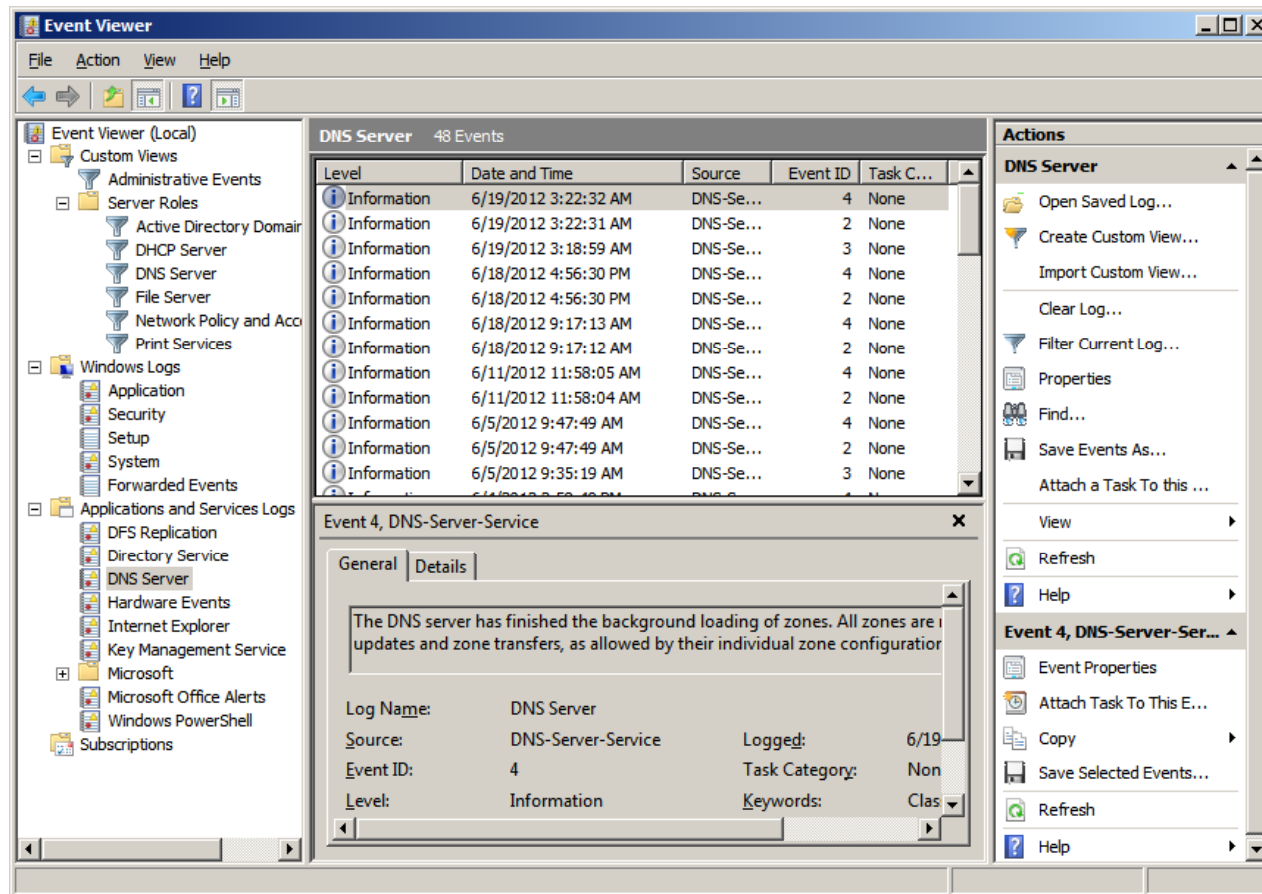 Event Viewer
File Action View Help
Event Viewer (Local)
Custom Views
Administrative Events
Server Roles
Active Directory Domain
DHCP Server
DNS Server
File Server
Network Policy and Acc
Print Services
Windows Logs
Application
Security
Setup
System
Forwarded Events
Applications and Services Logs
DFS Replication
Directory Service
DNS Server
Hardware Events
Internet Explorer
Key Management Service
Microsoft
Microsoft Office Alerts
Windows PowerShell
Subscriptions
DNS Server 48 Events
Level Date and Time Source Event ID Task C...
Information 6/19/2012 3:22:32 AM DNS-Se... 4 None
Information 6/19/2012 3:22:31 AM DNS-Se... 2 None
Information 6/19/2012 3:18:59 AM DNS-Se... 3 None
Information 6/18/2012 4:56:30 PM DNS-Se... 4 None
Information 6/18/2012 4:56:30 PM DNS-Se... 2 None
Information 6/18/2012 9:17:13 AM DNS-Se... 4 None
Information 6/18/2012 9:17:12 AM DNS-Se... 2 None
Information 6/11/2012 11:58:05 AM DNS-Se... 4 None
Information 6/11/2012 11:58:04 AM DNS-Se... 2 None
Information 6/5/2012 9:47:49 AM DNS-Se... 4 None
Information 6/5/2012 9:47:49 AM DNS-Se... 2 None
Information 6/5/2012 9:35:19 AM DNS-Se... 3 None
Event 4, DNS-Server-Service
General Details
The DNS server has finished the background loading of zones. All zones are
updates and zone transfers, as allowed by their individual zone configuration
Log Name: DNS Server
Source: DNS-Server-Service Logged: 6/19
Event ID: 4 Task Category: Non
Level: Information Keywords: Clas
Actions
DNS Server
Open Saved Log...
Create Custom View...
Import Custom View...
Clear Log...
Filter Current Log...
Properties
Find...
Save Events As...
Attach a Task To this ...
View
Refresh
Help
Event 4, DNS-Server-Ser...
Event Properties
Attach Task To This E...
Copy
Save Selected Events...
Refresh
Help